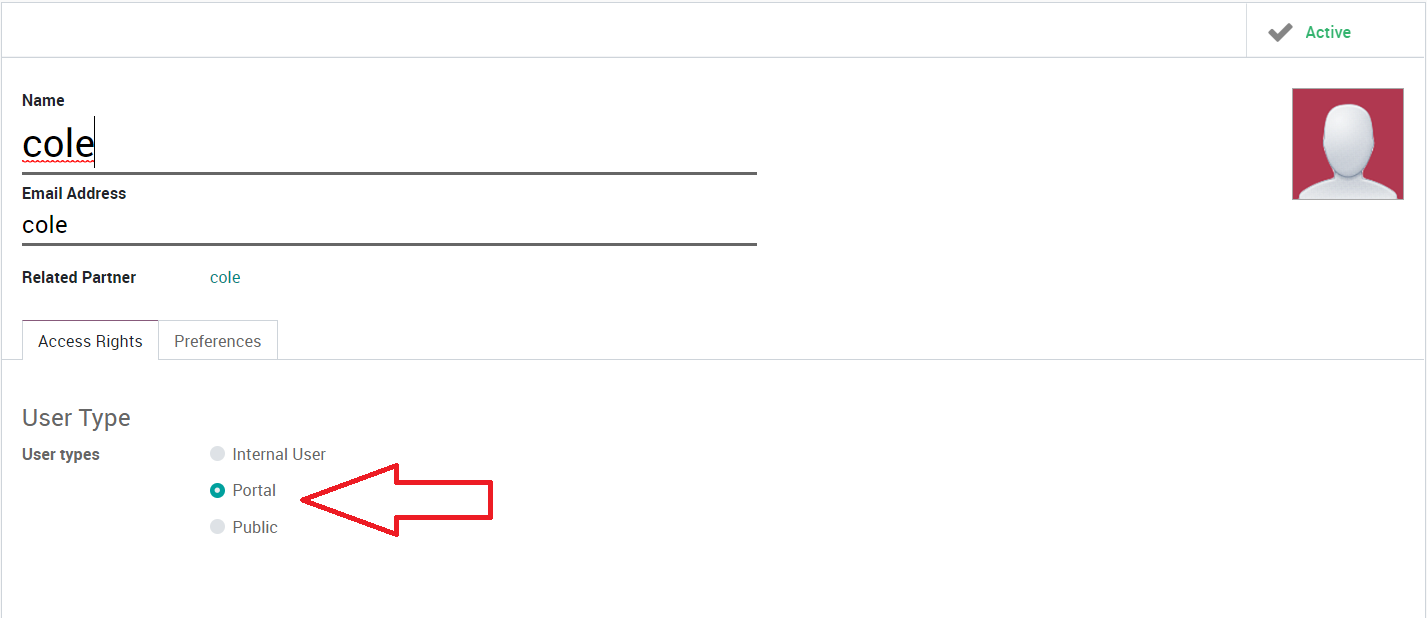 Active
Name
cole
Email Address
cole
Related Partner cole
Access Rights Preferences
User Type
User types Internal User
Portal
Public